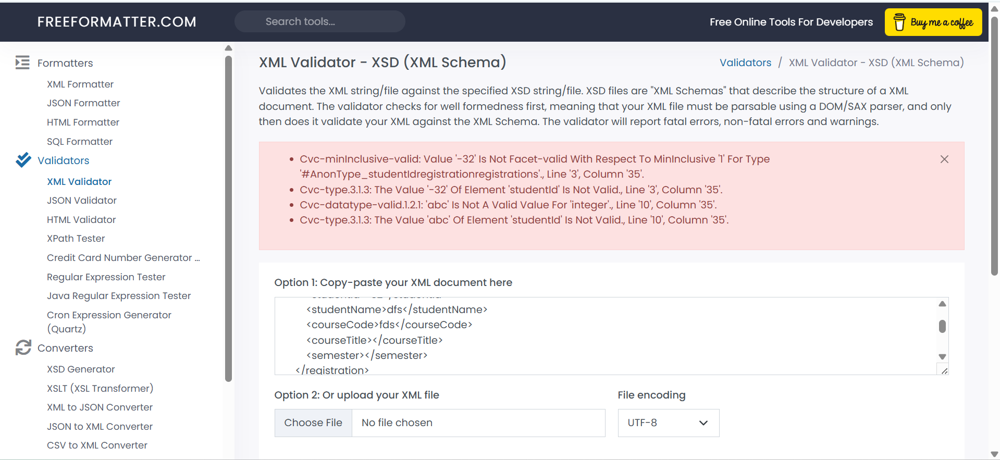 FREEFORMATTER.COM
Search tools...
Free Online Tools For Developers
Buy me a coffee
Formatters
XML Formatter
JSON Formatter
HTML Formatter
SQL Formatter
Validators
XML Validator
JSON Validator
HTML Validator
XPath Tester
Credit Card Number Generator ...
Regular Expression Tester
Java Regular Expression Tester
Cron Expression Generator
(Quartz)
Converters
XSD Generator
XSLT (XSL Transformer)
XML to JSON Converter
JSON to XML Converter
CSV to XML Converter
XML Validator - XSD (XML Schema)
Validators / XML Validator - XSD (XML Schema)
Validates the XML string/file against the specified XSD string/file. XSD files are "XML Schemas" that describe the structure of a XML
document. The validator checks for well formedness first, meaning that your XML file must be parsable using a DOM/SAX parser, and only
then does it validate your XML against the XML Schema. The validator will report fatal errors, non-fatal errors and warnings.
• Cvc-minInclusive-valid: Value '-32' Is Not Facet-valid With Respect To MinInclusive '1' For Type
'#AnonType_studentIdregistrationregistrations'., Line '3', Column '35'.
• Cvc-type.3.1.3: The Value '-32' Of Element 'studentId' Is Not Valid., Line '3', Column '35'.
• Cvc-datatype-valid.1.2.1: 'abc' Is Not A Valid Value For 'integer'., Line '10', Column '35'.
• Cvc-type.3.1.3: The Value 'abc' Of Element 'studentId' Is Not Valid., Line '10', Column '35'.
Option 1: Copy-paste your XML document here
<studentName>dfs</studentName>
<courseCode>fds</courseCode>
<courseTitle></courseTitle>
<semester></semester>
</registration>
Option 2: Or upload your XML file
File encoding
Choose File
No file chosen
UTF-8